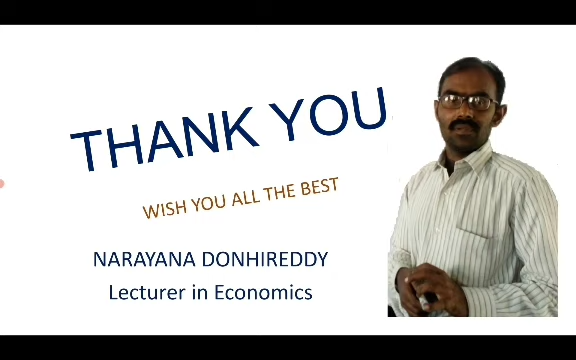 THANK YOU
WISH YOU ALL THE BEST
NARAYANA DONHIREDDY
Lecturer in Economics